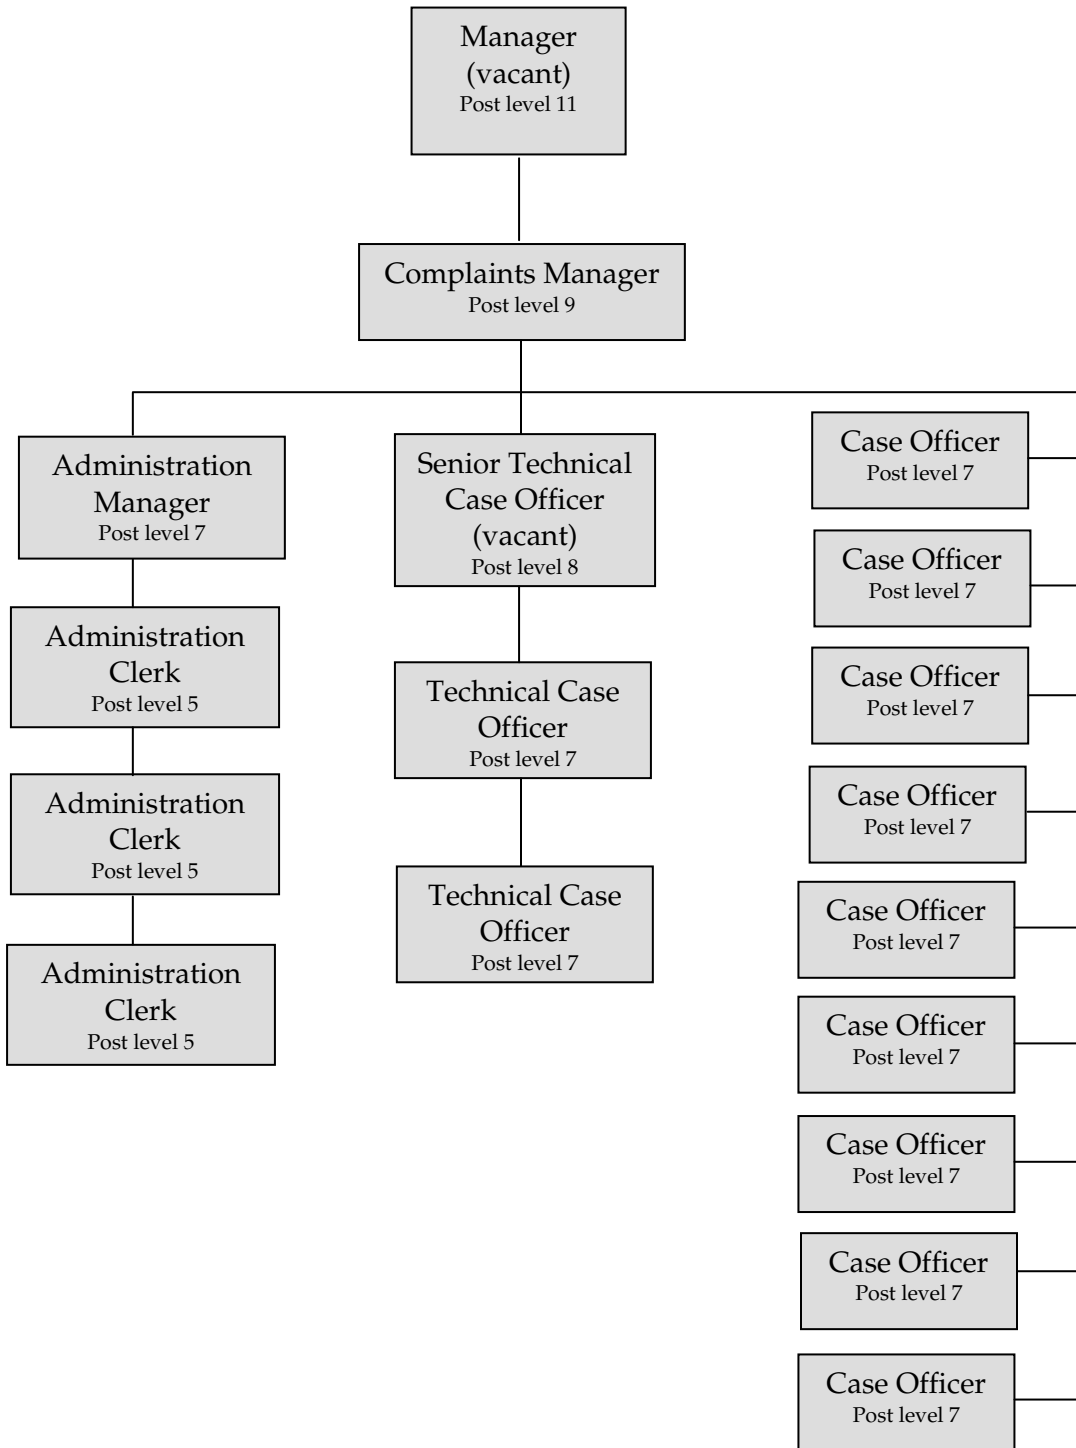 Manager
(vacant)
Post level 11
Complaints Manager
Post level 9
Administration
Manager
Post level 7
Administration
Clerk
Post level 5
Administration
Clerk
Post level 5
Administration
Clerk
Post level 5
Senior Technical
Case Officer
(vacant)
Post level 8
Technical Case
Officer
Post level 7
Technical Case
Officer
Post level 7
Case Officer
Post level 7
Case Officer
Post level 7
Case Officer
Post level 7
Case Officer
Post level 7
Case Officer
Post level 7
Case Officer
Post level 7
Case Officer
Post level 7
Case Officer
Post level 7
Case Officer
Post level 7